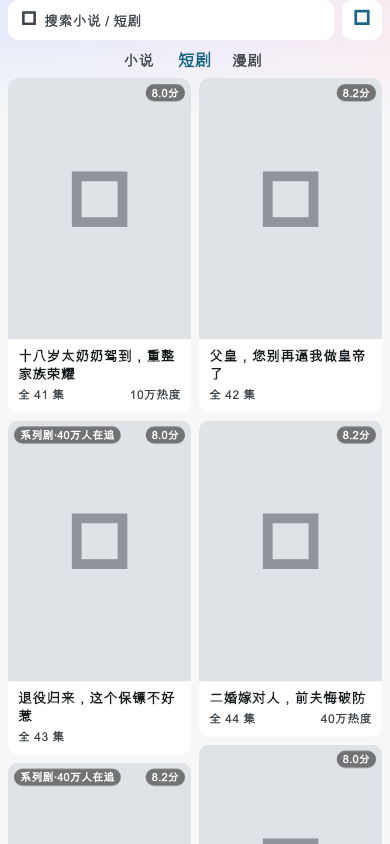 搜索小说 / 短剧
小说 短剧 漫剧
8.0分
十八岁太奶奶驾到，重整
家族荣耀
全 41 集 10万热度
8.2分
父皇，您别再逼我做皇帝
了
全 42 集
系列剧·40万人在追 8.0分
退役归来，这个保镖不好
惹
全 43 集
8.2分
二婚嫁对人，前夫悔破防
全 44 集 40万热度
系列剧·40万人在追 8.2分
8.0分